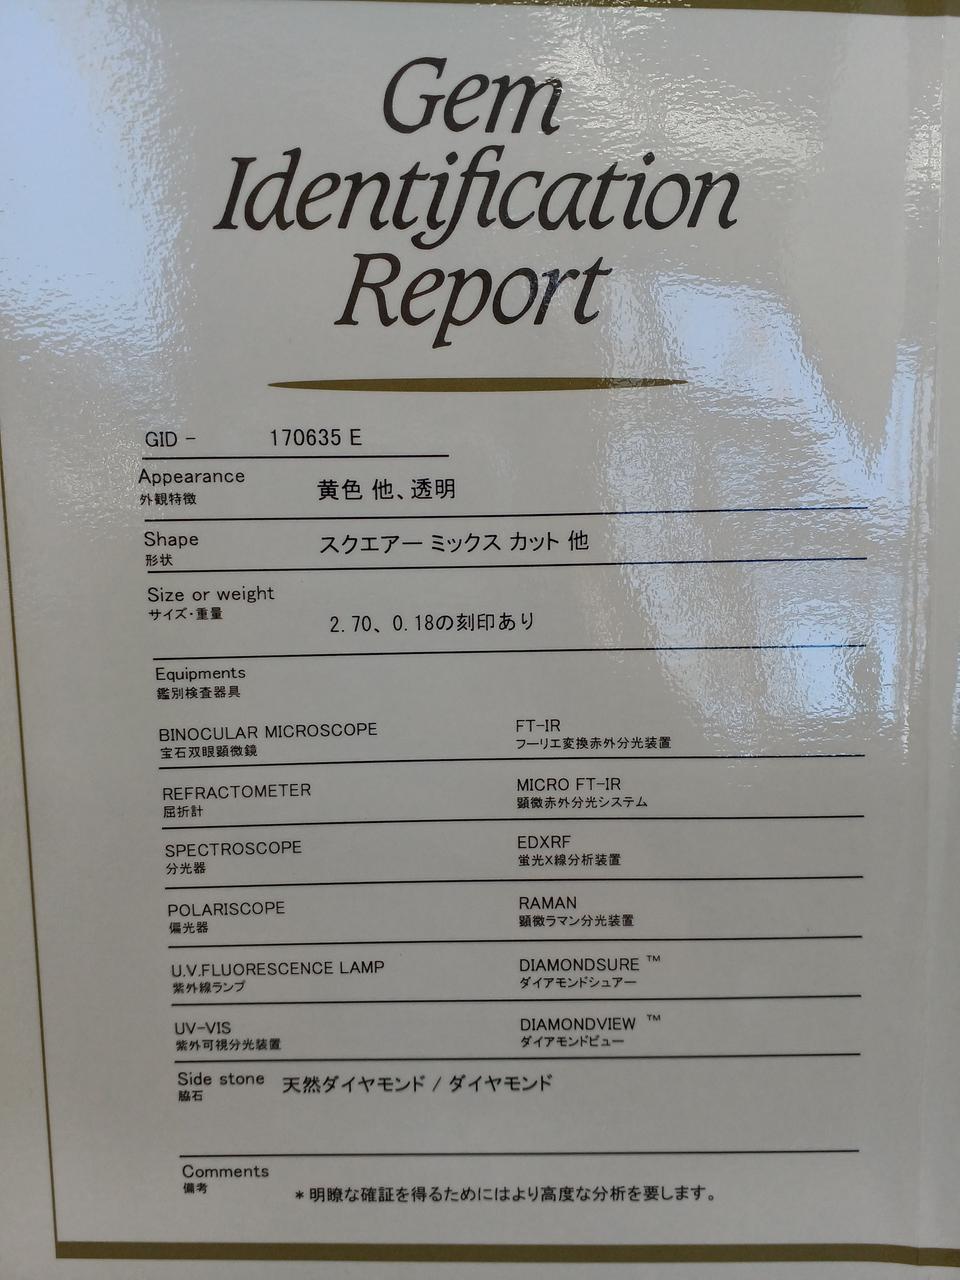 Gem
Identification
Report
GID - 170635 E
Appearance
外観特徴
黄色 他、透明
Shape
形状
スクエアー ミックス カット 他
Size or weight
サイズ・重量
2.70、0.18の刻印あり
Equipments
鑑別検査器具
BINOCULAR MICROSCOPE
宝石双眼顕微鏡
FT-IR
フーリエ変換赤外分光装置
REFRACTOMETER
屈折計
MICRO FT-IR
顕微赤外分光システム
SPECTROSCOPE
分光器
EDXRF
蛍光X線分析装置
POLARISCOPE
偏光器
RAMAN
顕微ラマン分光装置
U.V.FLUORESCENCE LAMP
紫外線ランプ
DIAMONDSURE ™
ダイアモンドシュアー
UV-VIS
紫外可視分光装置
DIAMONDVIEW ™
ダイアモンドビュー
Side stone
脇石
天然ダイヤモンド / ダイヤモンド
Comments
備考
* 明瞭な確証を得るためにはより高度な分析を要します。